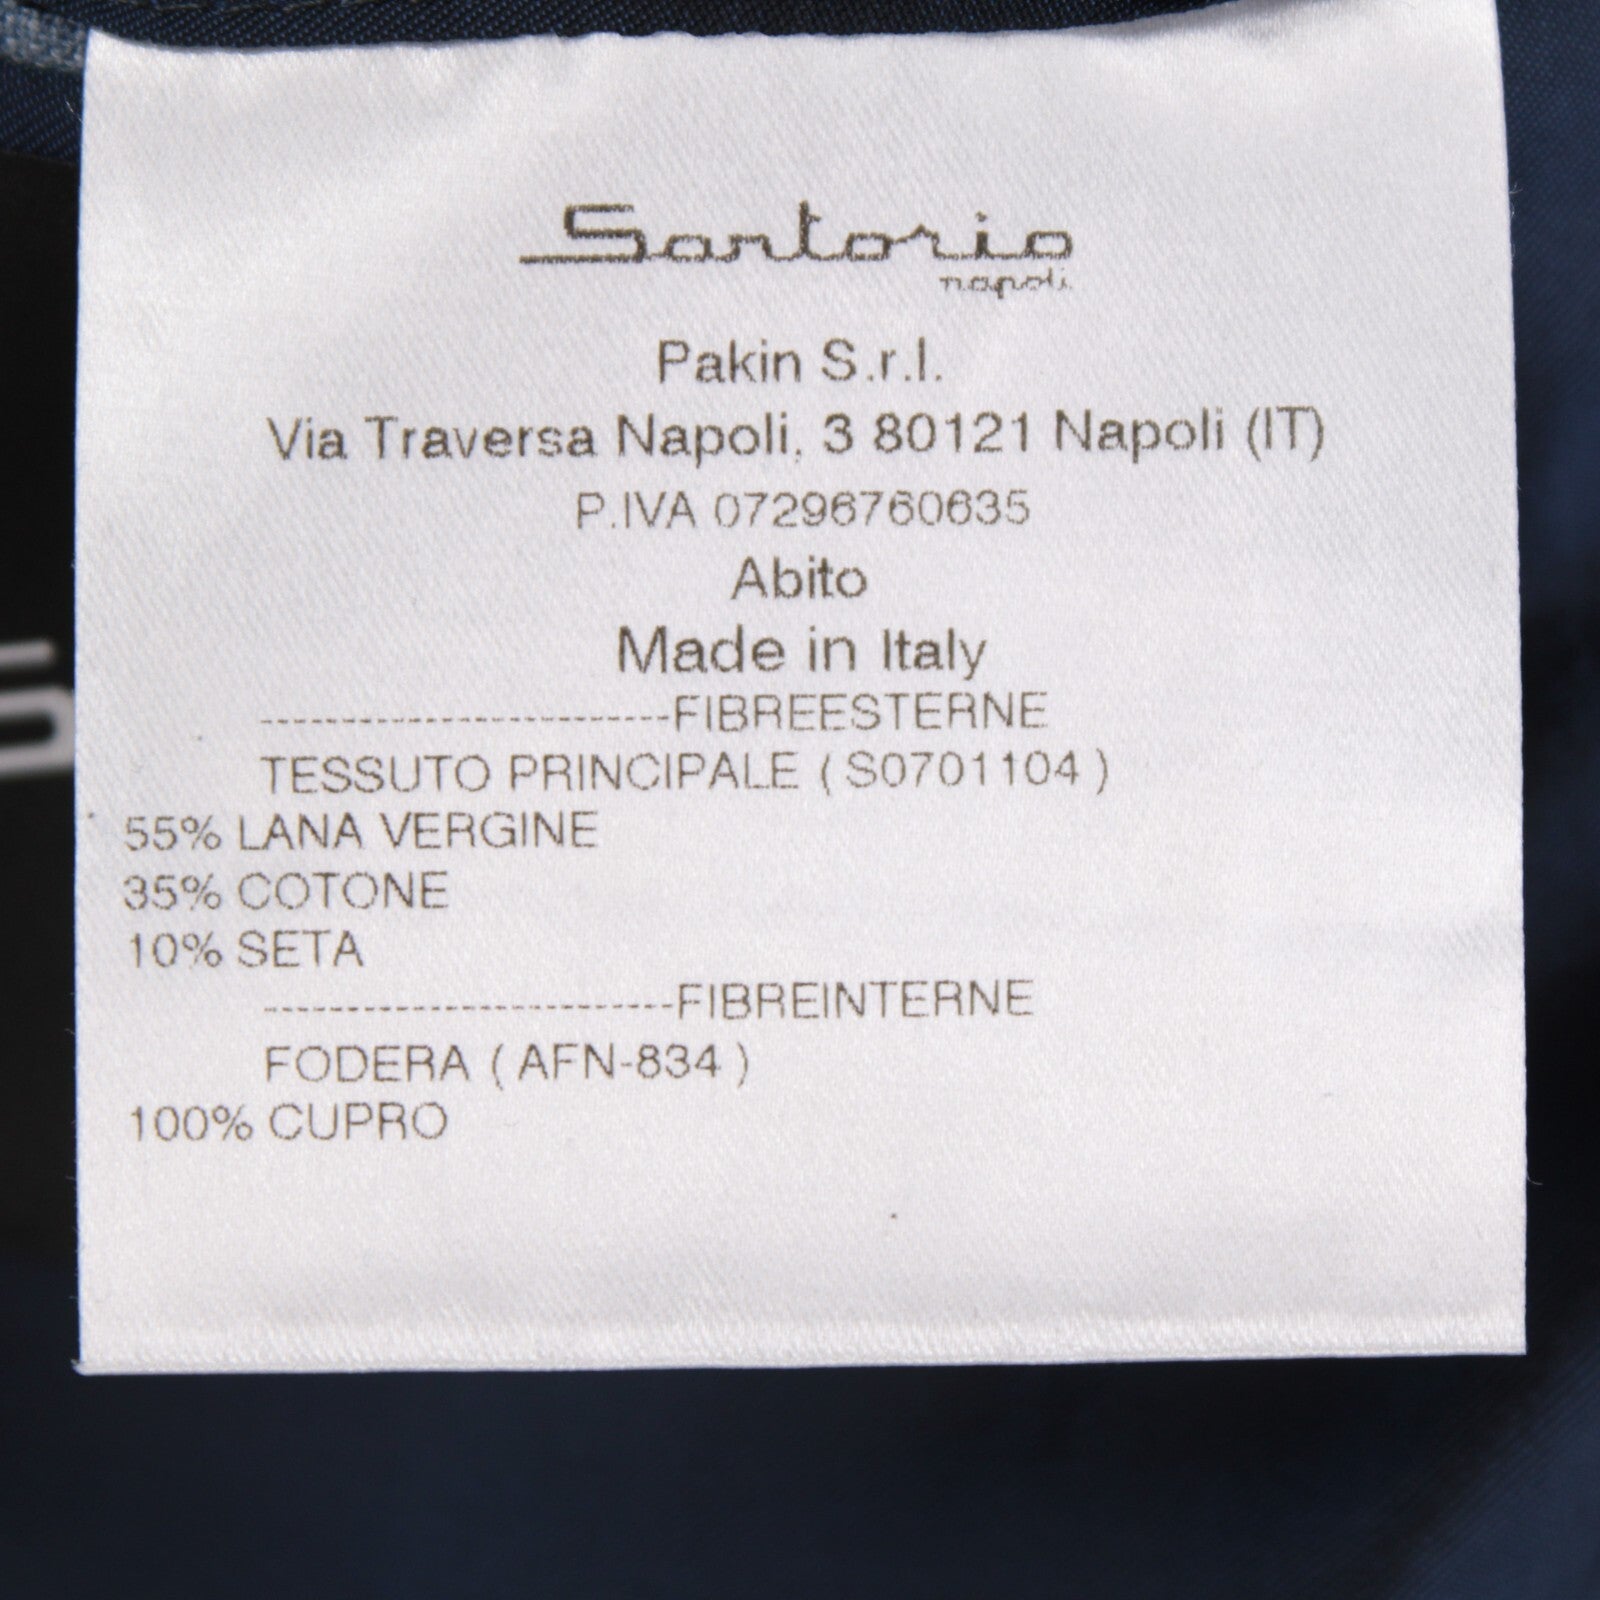 Sartorio
napoli
Pakin S.r.l.
Via Traversa Napoli, 3 80121 Napoli (IT)
P.IVA 07296760635
Abito
Made in Italy
-------------------------FIBREESTERNE
TESSUTO PRINCIPALE ( S0701104 )
55% LANA VERGINE
35% COTONE
10% SETA
-------------------------FIBREINTERNE
FODERA ( AFN-834 )
100% CUPRO